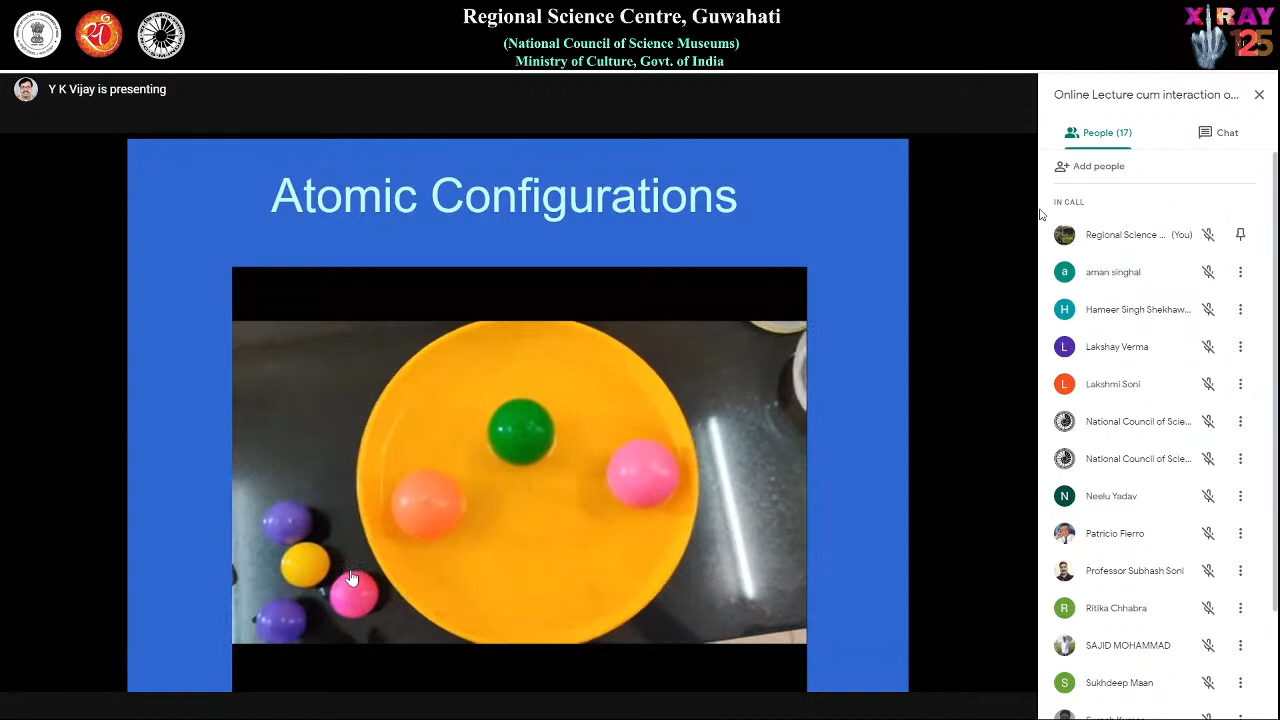 Regional Science Centre, Guwahati
(National Council of Science Museums)
Ministry of Culture, Govt. of India
X-RAY
125
Y K Vijay is presenting
Atomic Configurations
Online Lecture cum interaction o...
People (17)
Chat
Add people
IN CALL
Regional Science ... (You)
a aman singhal
H Hameer Singh Shekhaw...
L Lakshay Verma
L Lakshmi Soni
National Council of Scie...
National Council of Scie...
N Neelu Yadav
Patricio Fierro
Professor Subhash Soni
R Ritika Chhabra
SAJID MOHAMMAD
S Sukhdeep Maan